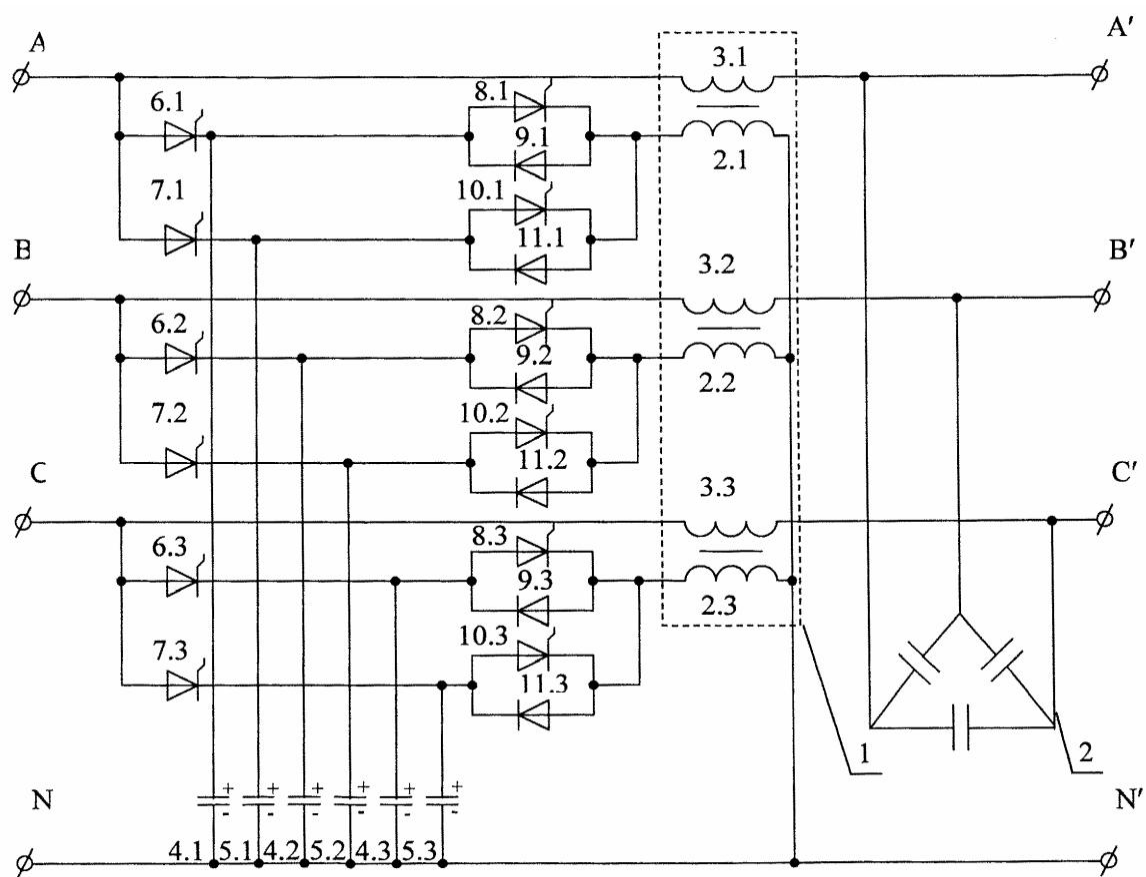 A
A′
3.1
8.1
6.1
9.1
2.1
10.1
7.1
11.1
B
B′
3.2
8.2
6.2
9.2
2.2
10.2
7.2
11.2
C
C′
3.3
8.3
6.3
9.3
2.3
10.3
7.3
11.3
1
2
N
N′
+ + + + + +
- - - - - -
4.1 5.1 4.2 5.2 4.3 5.3